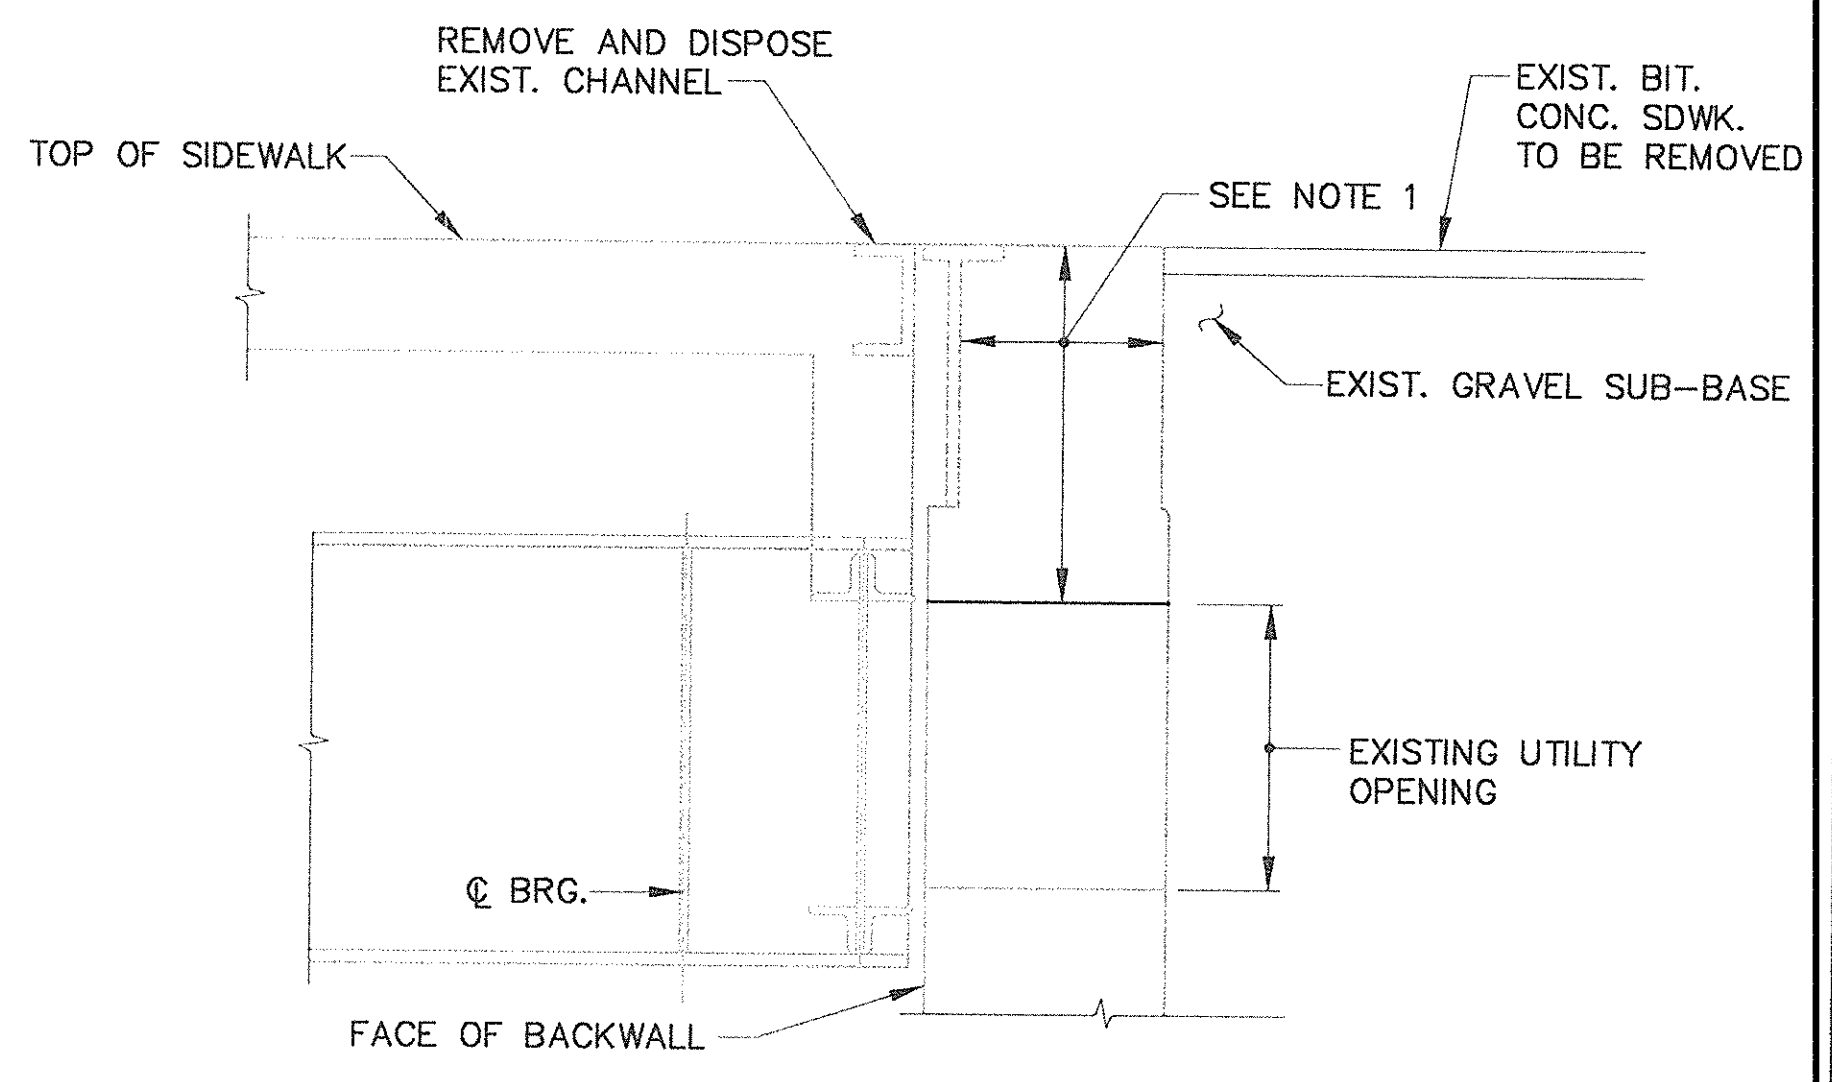 REMOVE AND DISPOSE
EXIST. CHANNEL
EXIST. BIT.
CONC. SDWK.
TO BE REMOVED
TOP OF SIDEWALK
SEE NOTE 1
EXIST. GRAVEL SUB-BASE
EXISTING UTILITY
OPENING
℄ BRG.
FACE OF BACKWALL